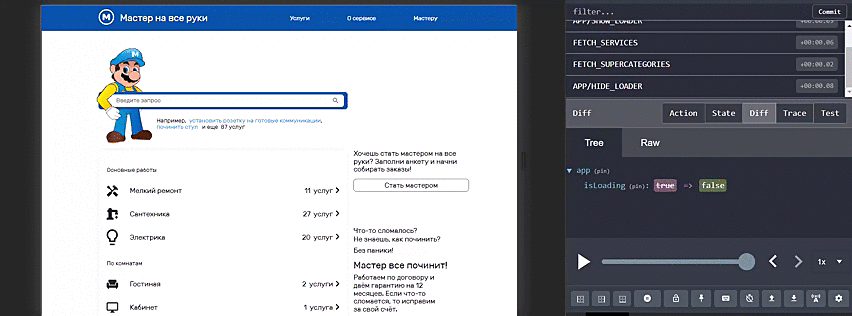 M Мастер на все руки
Услуги
О сервисе
Мастеру
M
Введите запрос
Например, установить розетку на готовые коммуникации,
починить стул и еще 87 услуг
Основные работы
Мелкий ремонт 11 услуг
Сантехника 27 услуг
Электрика 20 услуг
По комнатам
Гостиная 2 услуги
Кабинет 1 услуга
Хочешь стать мастером на все
руки? Заполни анкету и начни
собирать заказы!
Стать мастером
Что-то сломалось?
Не знаешь, как починить?
Без паники!
Мастер все починит!
Работаем по договору и
даём гарантию на 12
месяцев. Если что-то
сломается, то исправим
за свой счёт.
filter...
Commit
APP/SHOW_LOADER
FETCH_SERVICES +00:00.06
FETCH_SUPERCATEGORIES +00:00.02
APP/HIDE_LOADER +00:00.08
Diff Action State Diff Trace Test
Tree Raw
app (pin)
isLoading (pin): true => false
1x